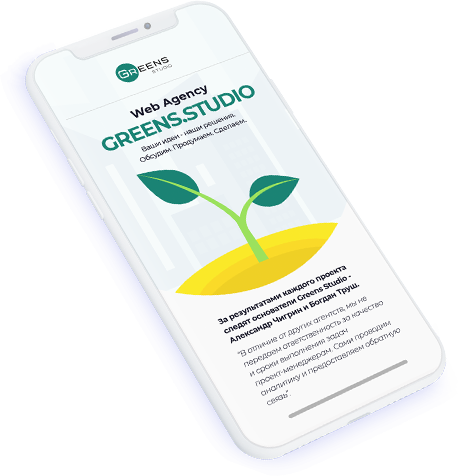 GREENS
STUDIO
Web Agency
GREENS.STUDIO
Ваши идеи - наши решения.
Обсудим. Продумаем. Сделаем.
За результатами каждого проекта
следят основатели Greens Studio -
Александр Чигрин и Богдан Труш.
"В отличие от других агентств, мы не
передаем ответственность за качество
и сроки выполнения задач
проект-менеджерам. Сами проводим
аналитику и предоставляем обратную
связь".